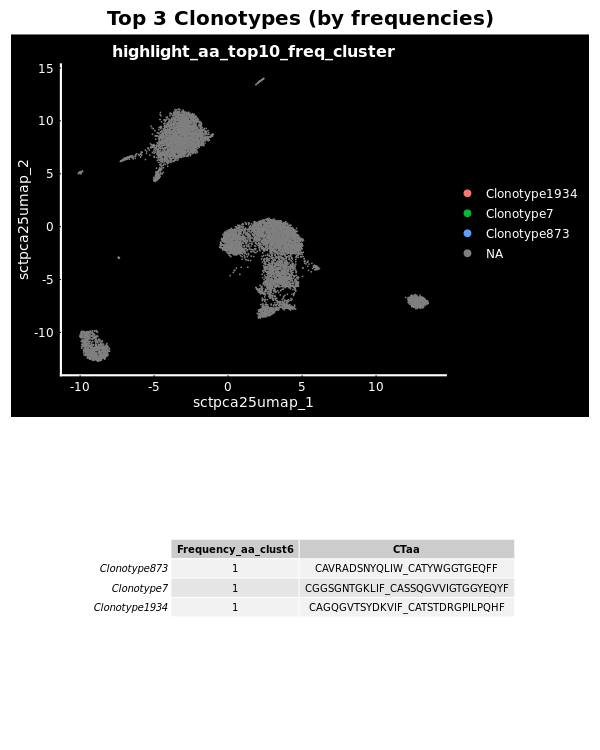 Top 3 Clonotypes (by frequencies)
highlight_aa_top10_freq_cluster
15
10
5
0
-5
-10
sctpca25umap_2
-10 -5 0 5 10
sctpca25umap_1
Clonotype1934
Clonotype7
Clonotype873
NA
Frequency_aa_clust6 CTaa
Clonotype873 1 CAVRADSNYQLIW_CATYWGGTGEQFF
Clonotype7 1 CGGSGNTGKLIF_CASSQGVVIGTGGYEQYF
Clonotype1934 1 CAGQGVTSYDKVIF_CATSTDRGPILPQHF